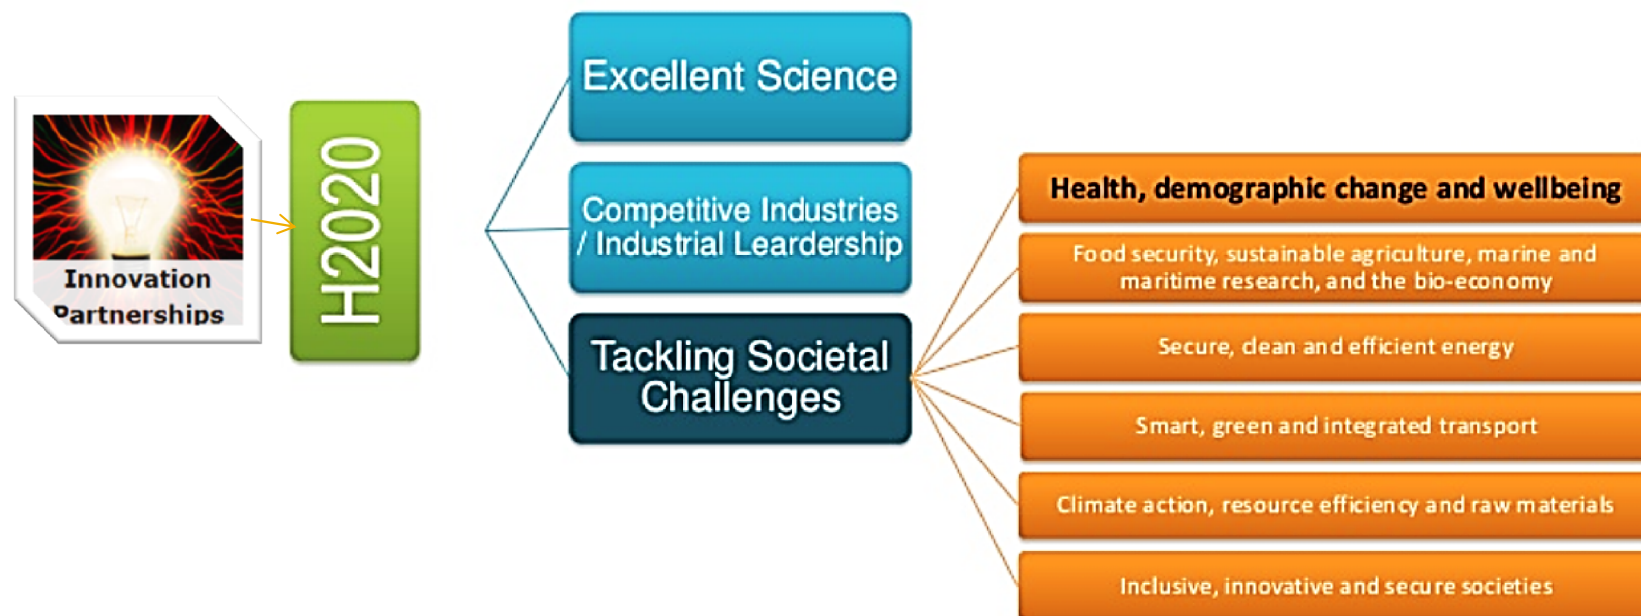 Innovation
Partnerships
H2020
Excellent Science
Competitive Industries
/ Industrial Leardership
Tackling Societal
Challenges
Health, demographic change and wellbeing
Food security, sustainable agriculture, marine and
maritime research, and the bio-economy
Secure, clean and efficient energy
Smart, green and integrated transport
Climate action, resource efficiency and raw materials
Inclusive, innovative and secure societies